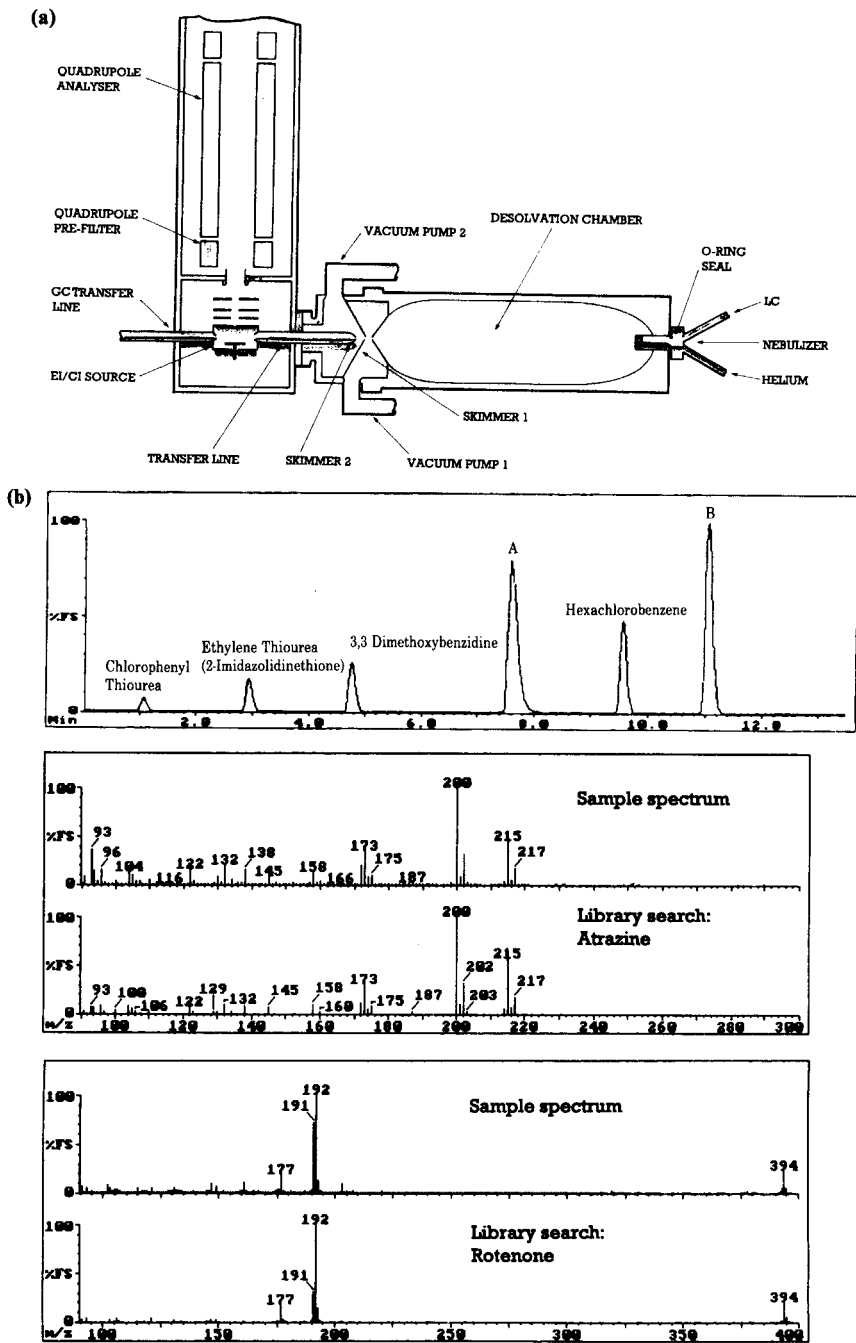 (a)
QUADRUPOLE
ANALYSER
QUADRUPOLE
PRE-FILTER
VACUUM PUMP 2
DESOLVATION CHAMBER
O-RING
SEAL
GC TRANSFER
LINE
LC
NEBULIZER
EI/CI SOURCE
HELIUM
SKIMMER 1
TRANSFER LINE
SKIMMER 2
VACUUM PUMP 1
(b)
100
%FS
0
Chlorophenyl
Thiourea
Ethylene Thiourea
(2-Imidazolidinethione)
3,3 Dimethoxybenzidine
A
Hexachlorobenzene
B
Min 2.0 4.0 6.0 8.0 10.0 12.0
100
%FS
0
Sample spectrum
93 96 104 116 122 132 138 145 158 166 173 175 187 200 215 217
100
%FS
0
Library search:
Atrazine
93 100 106 122 129 132 145 158 160 173 175 187 200 202 203 215 217
m/z 100 120 140 160 180 200 220 240 260 280 300
100
%FS
0
Sample spectrum
177 191 192 394
100
%FS
0
Library search:
Rotenone
177 191 192 394
m/z 100 150 200 250 300 350 400